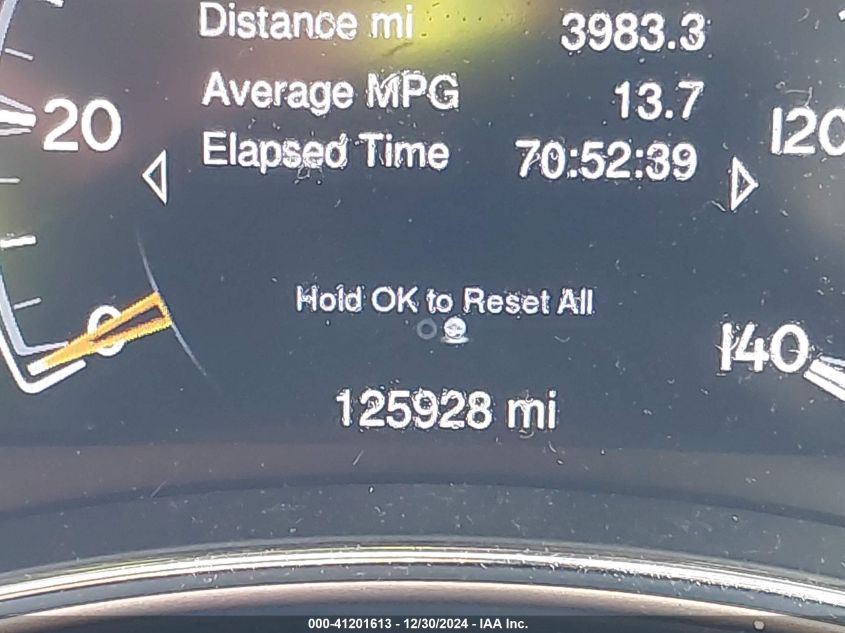 Distance mi 3983.3
Average MPG 13.7
20 120
Elapsed Time 70:52:39
Hold OK to Reset All
0 140
125928 mi
000-41201613 - 12/30/2024 - IAA Inc.